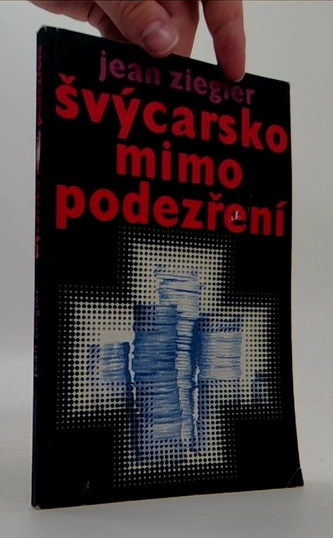 jean ziegler
švýcarsko
mimo
podezření